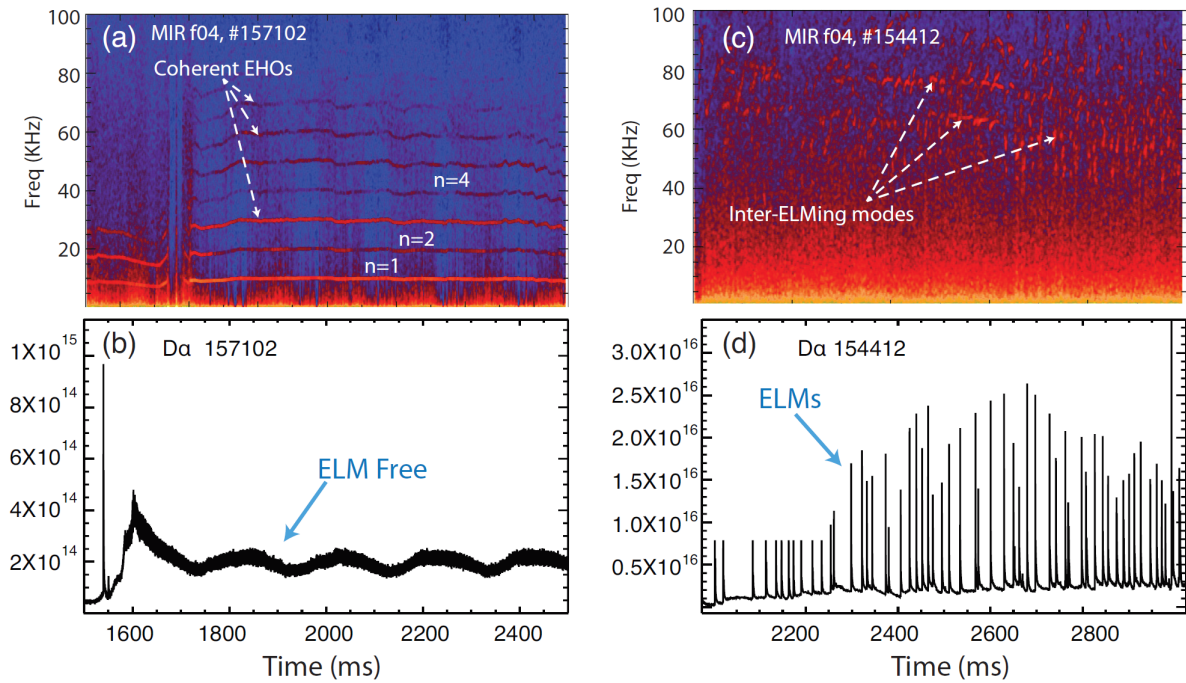 (a) MIR f04, #157102
Coherent EHOs
n=4
n=2
n=1
100
80
60
40
20
Freq (KHz)
(b) Dα 157102
ELM Free
1X10^15
8X10^14
6X10^14
4X10^14
2X10^14
1600 1800 2000 2200 2400
Time (ms)
(c) MIR f04, #154412
Inter-ELMing modes
100
80
60
40
20
Freq (KHz)
(d) Dα 154412
ELMs
3.0X10^16
2.5X10^16
2.0X10^16
1.5X10^16
1.0X10^16
0.5X10^16
2200 2400 2600 2800
Time (ms)